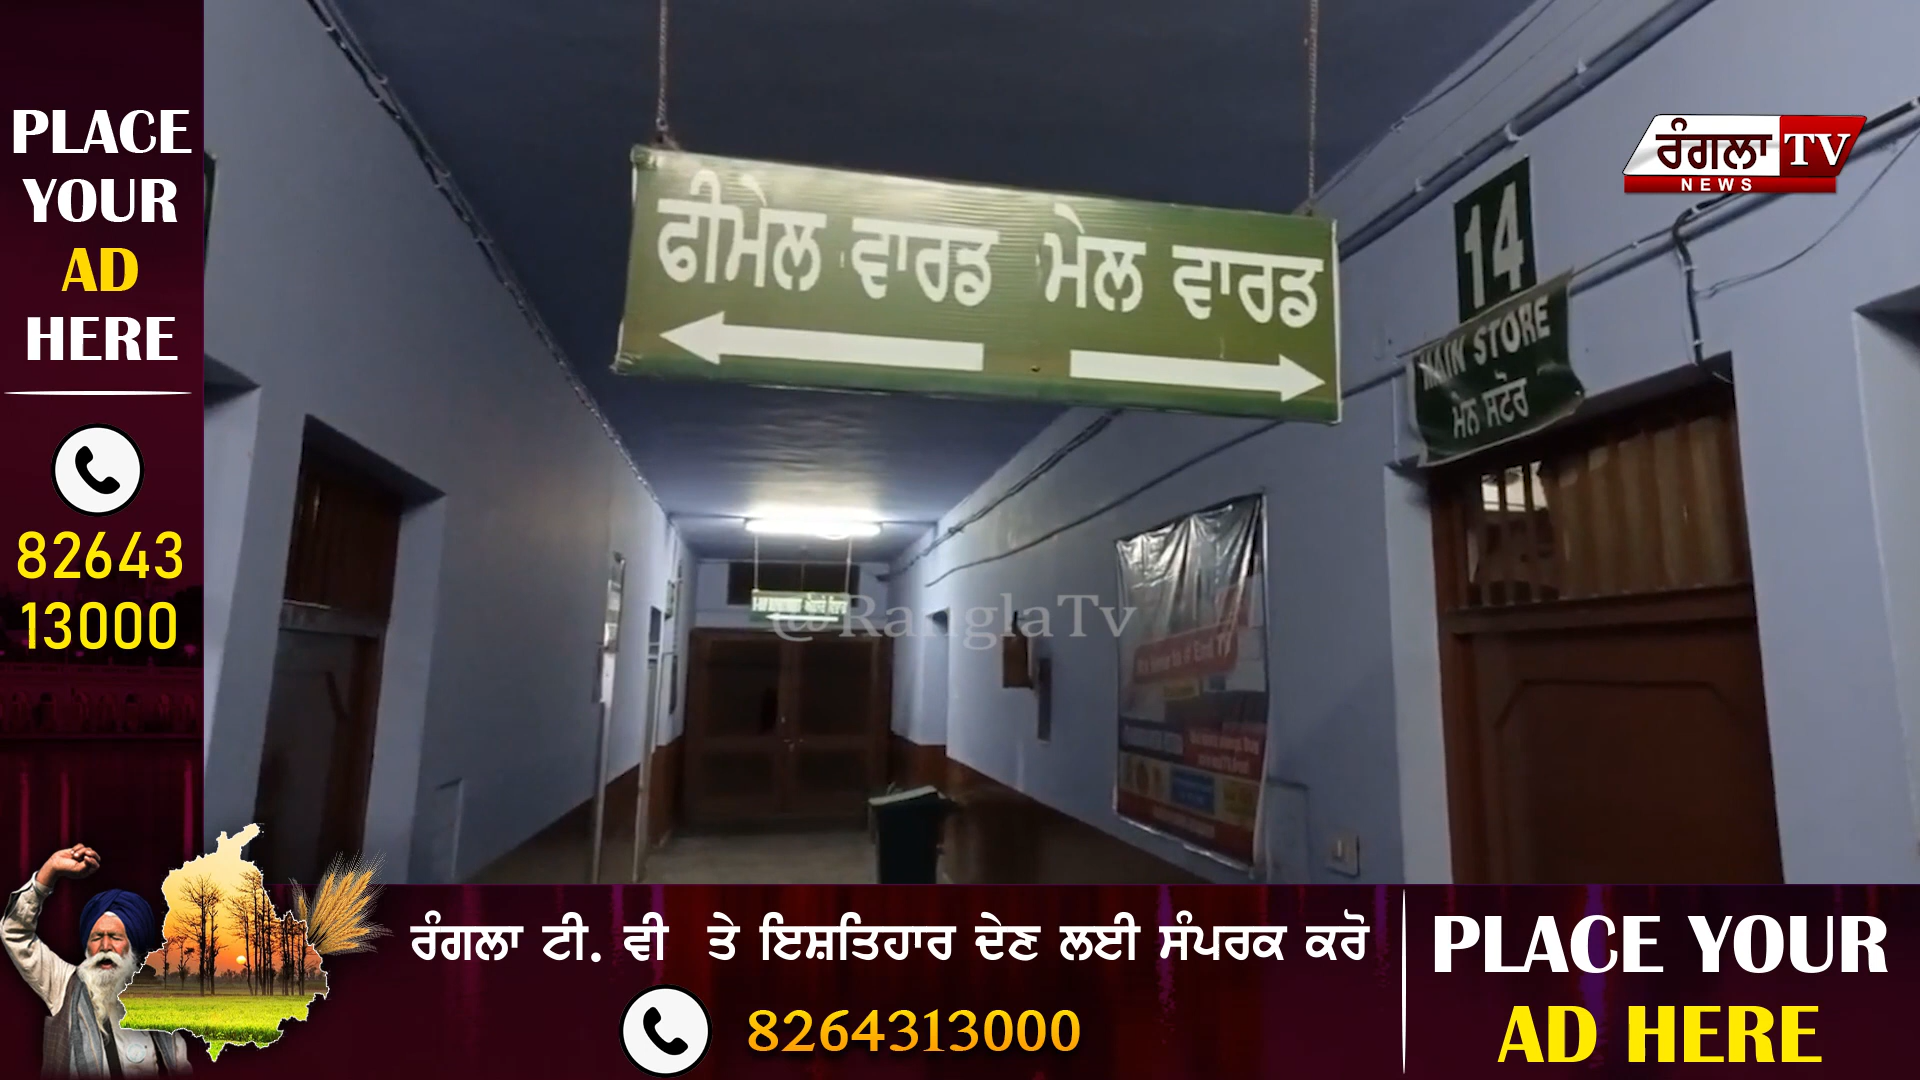 PLACE
YOUR
AD
HERE
82643
13000
ਰੰਗਲਾ TV
NEWS
ਫੀਮੇਲ ਵਾਰਡ ਮੇਲ ਵਾਰਡ
14
MAIN STORE
ਮੇਨ ਸਟੋਰ
@RanglaTv
ਰੰਗਲਾ ਟੀ. ਵੀ ਤੇ ਇਸ਼ਤਿਹਾਰ ਦੇਣ ਲਈ ਸੰਪਰਕ ਕਰੋ
8264313000
PLACE YOUR
AD HERE